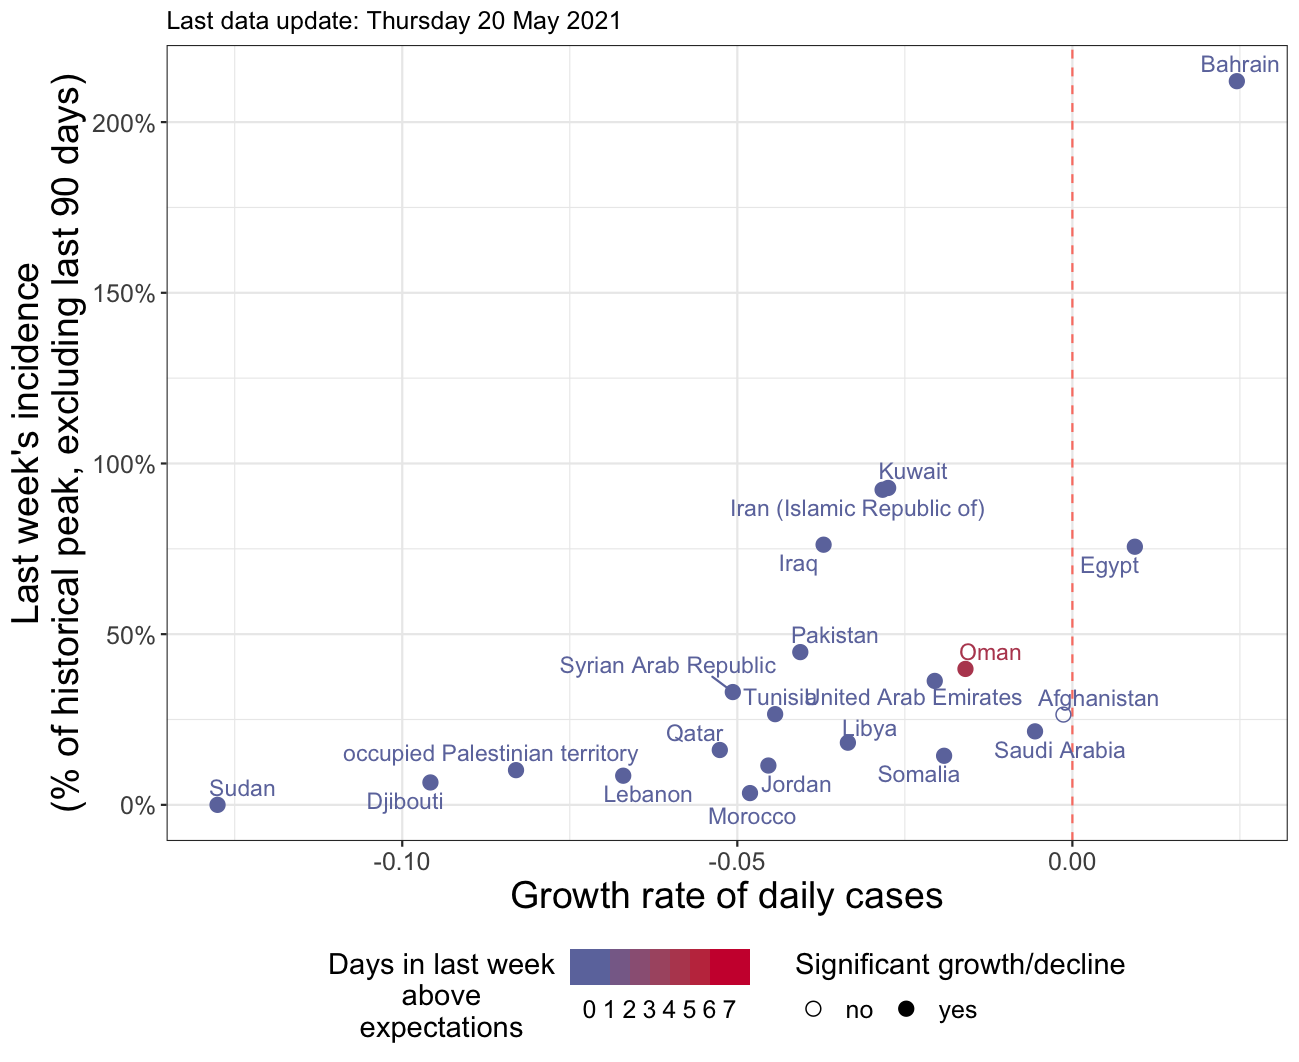 Last data update: Thursday 20 May 2021
Last week's incidence
(% of historical peak, excluding last 90 days)
200%
150%
100%
50%
0%
Bahrain
Kuwait
Iran (Islamic Republic of)
Iraq
Egypt
Pakistan
Oman
Syrian Arab Republic
Tunisia
United Arab Emirates
Afghanistan
Qatar
Libya
Saudi Arabia
occupied Palestinian territory
Somalia
Sudan
Djibouti
Lebanon
Jordan
Morocco
-0.10
-0.05
0.00
Growth rate of daily cases
Days in last week
above
expectations
0 1 2 3 4 5 6 7
Significant growth/decline
no
yes